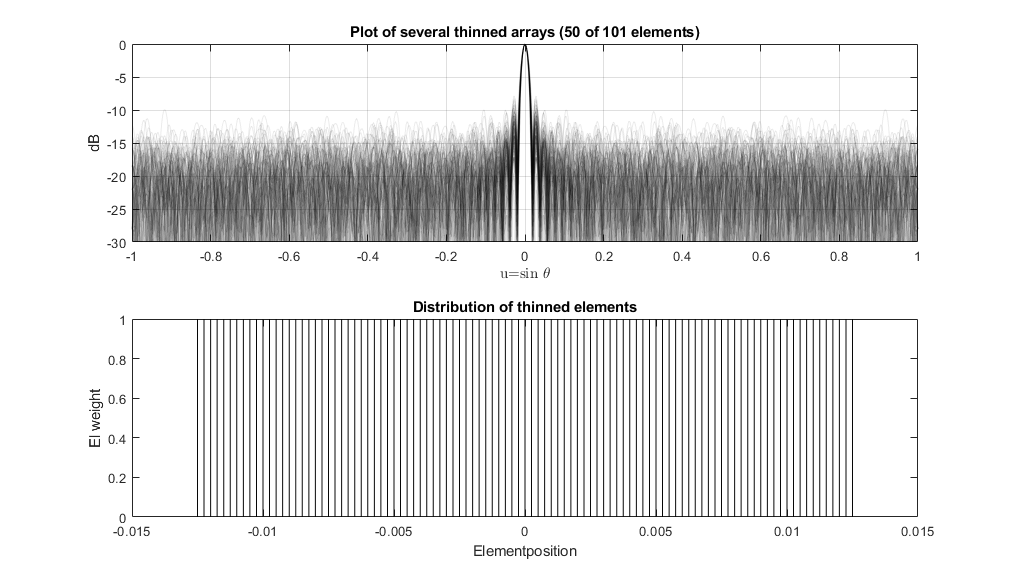 Plot of several thinned arrays (50 of 101 elements)
0
-5
-10
-15
-20
-25
-30
dB
-1 -0.8 -0.6 -0.4 -0.2 0 0.2 0.4 0.6 0.8 1
u=sin θ
Distribution of thinned elements
1
0.8
0.6
0.4
0.2
0
El weight
-0.015 -0.01 -0.005 0 0.005 0.01 0.015
Elementposition